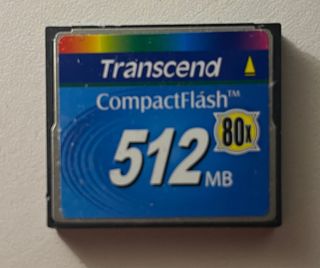 Transcend
CompactFlash™
80x
512 MB